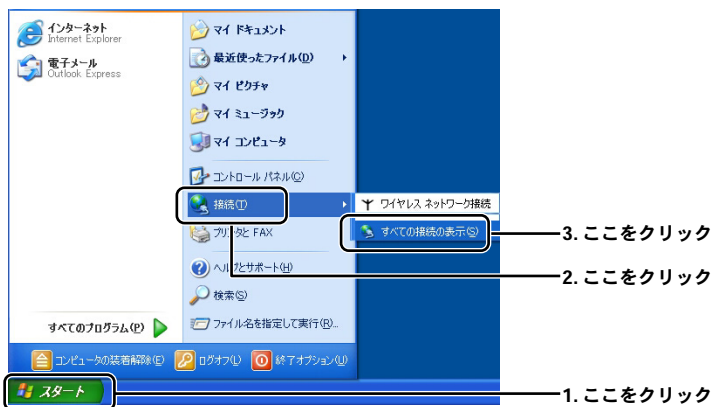 インターネット
Internet Explorer
電子メール
Outlook Express
すべてのプログラム(P)
マイ ドキュメント
最近使ったファイル(D)
マイ ピクチャ
マイ ミュージック
マイ コンピュータ
コントロール パネル(C)
接続(T)
プリンタと FAX
ヘルプとサポート(H)
検索(S)
ファイル名を指定して実行(R)...
ワイヤレス ネットワーク接続
すべての接続の表示(S)
3. ここをクリック
2. ここをクリック
コンピュータの装着解除(E)
ログオフ(L)
終了オプション(U)
スタート
1. ここをクリック